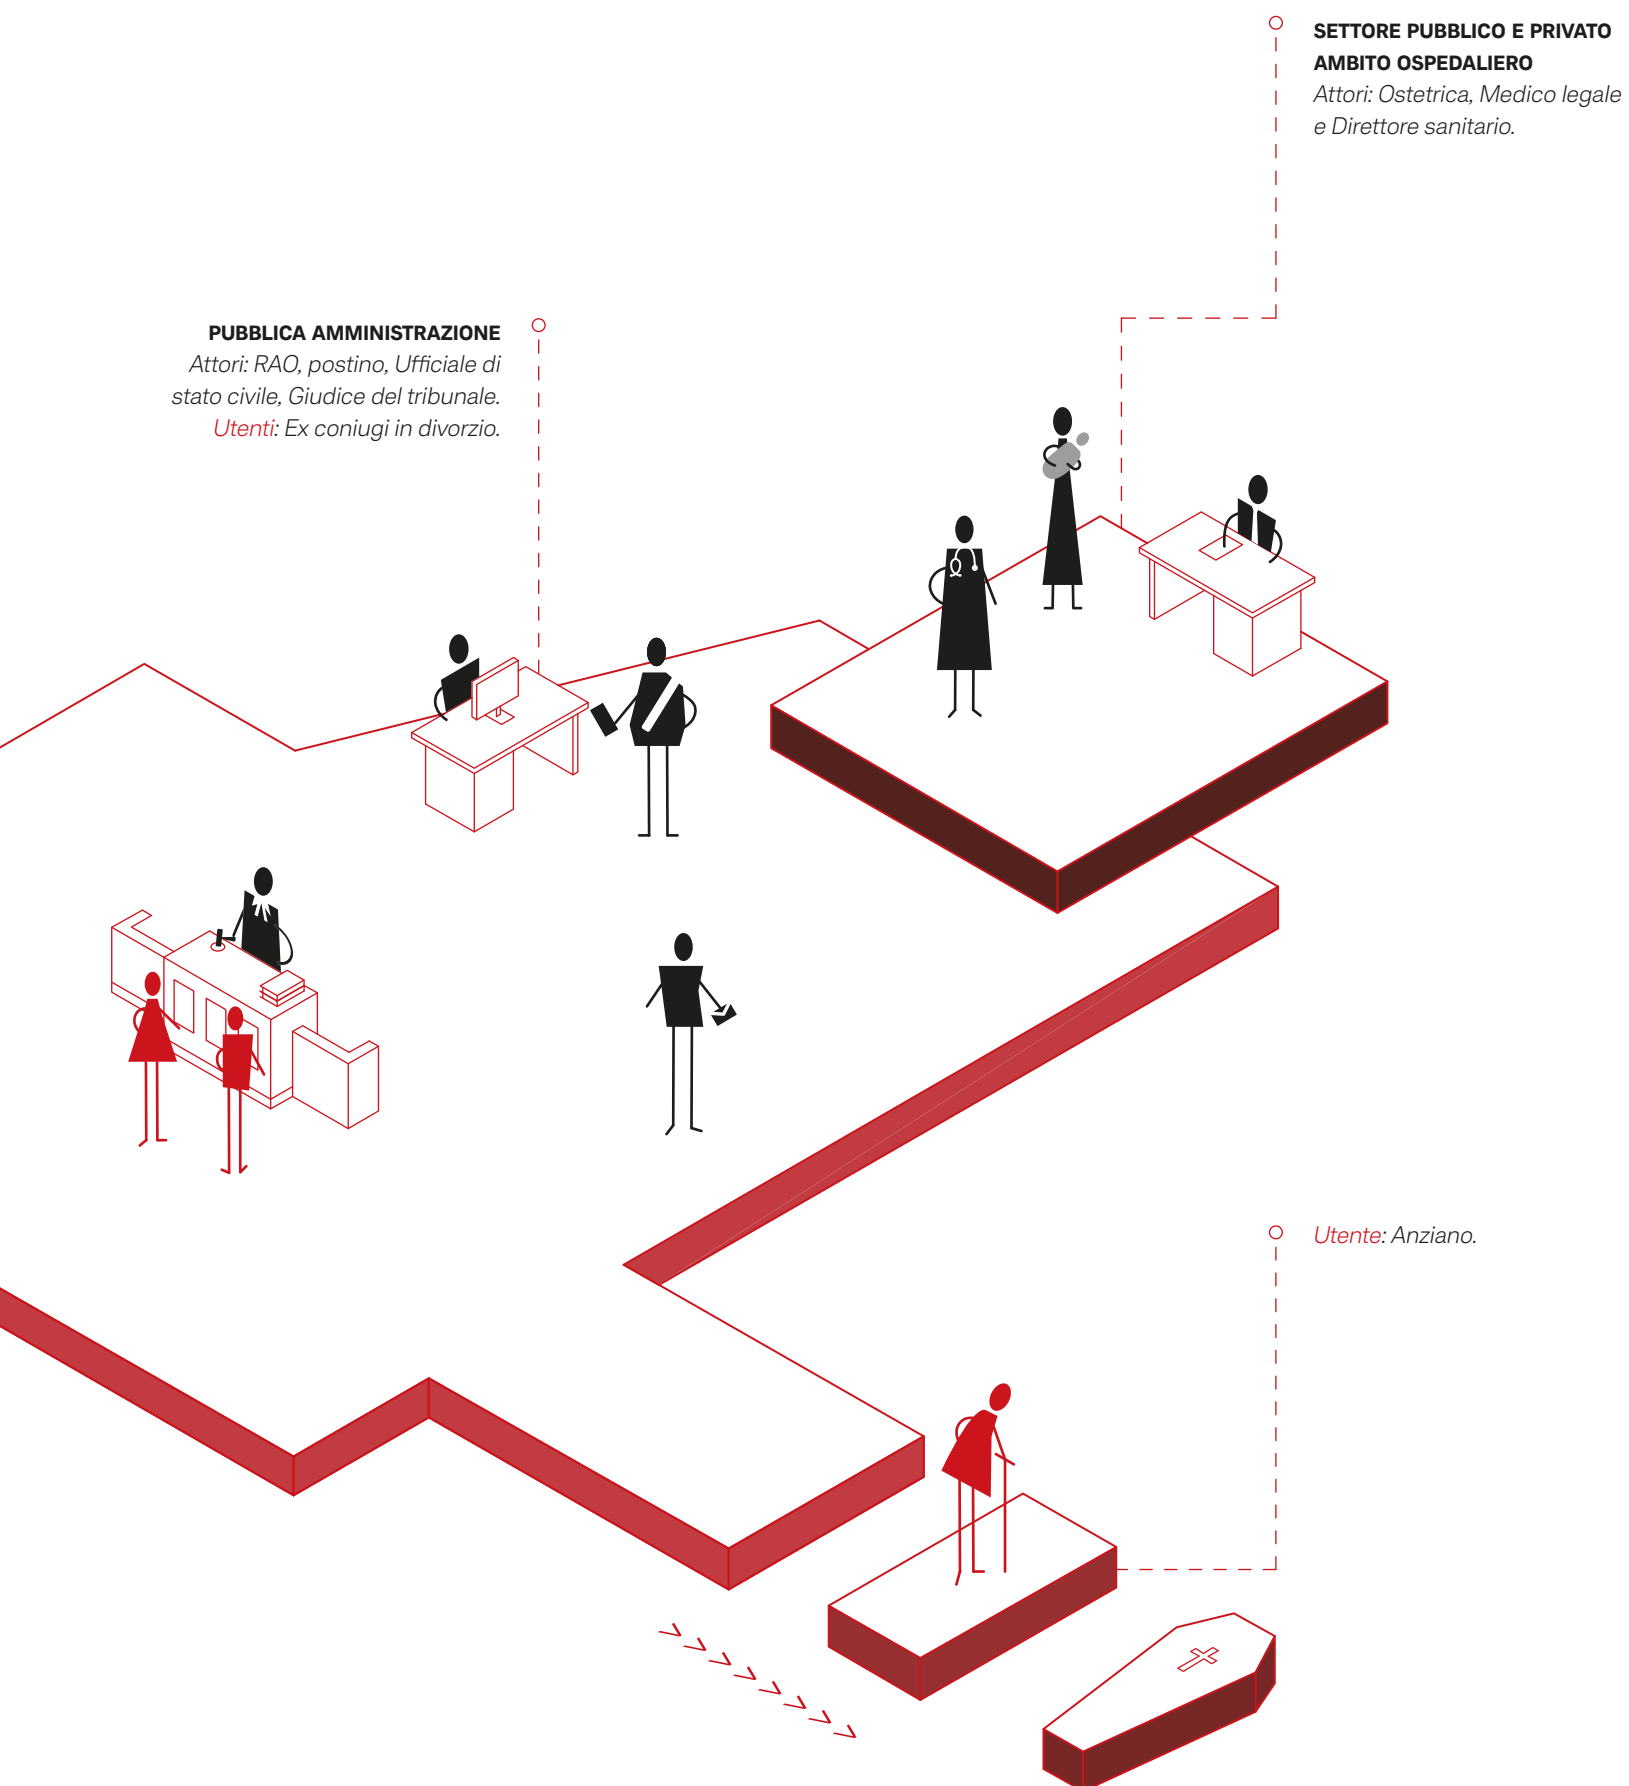 SETTORE PUBBLICO E PRIVATO
AMBITO OSPEDALIERO
Attori: Ostetrica, Medico legale
e Direttore sanitario.
PUBBLICA AMMINISTRAZIONE
Attori: RAO, postino, Ufficiale di
stato civile, Giudice del tribunale.
Utenti: Ex coniugi in divorzio.
Utente: Anziano.